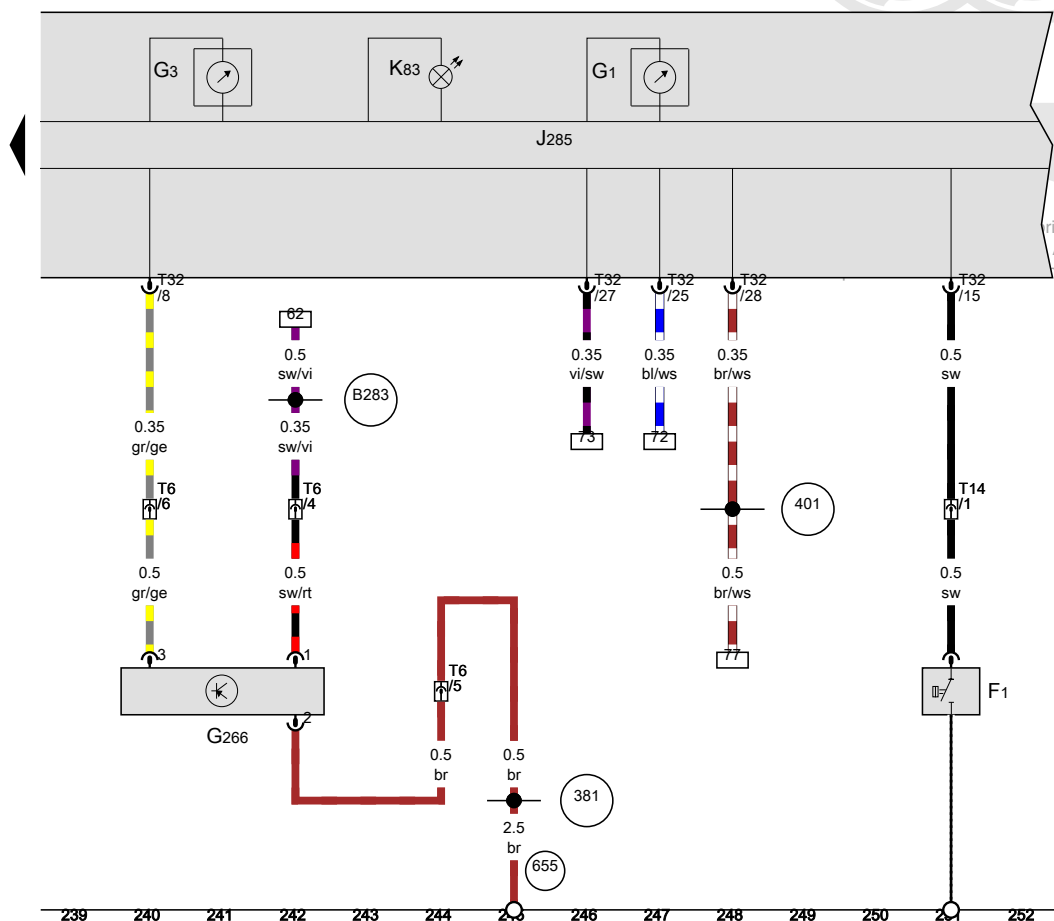 G3
K83
G1
J285
T32
/8
T32
/27
T32
/25
T32
/28
T32
/15
62
0.5
sw/vi
B283
0.35
vi/sw
0.35
bl/ws
0.35
br/ws
0.5
sw
0.35
gr/ge
0.35
sw/vi
73
72
T6
/6
T6
/4
401
T14
/1
0.5
gr/ge
0.5
sw/rt
0.5
br/ws
0.5
sw
3
1
77
T6
/5
F1
2
G266
0.5
br
0.5
br
381
2.5
br
655
239 240 241 242 243 244 246 247 248 249 250 252